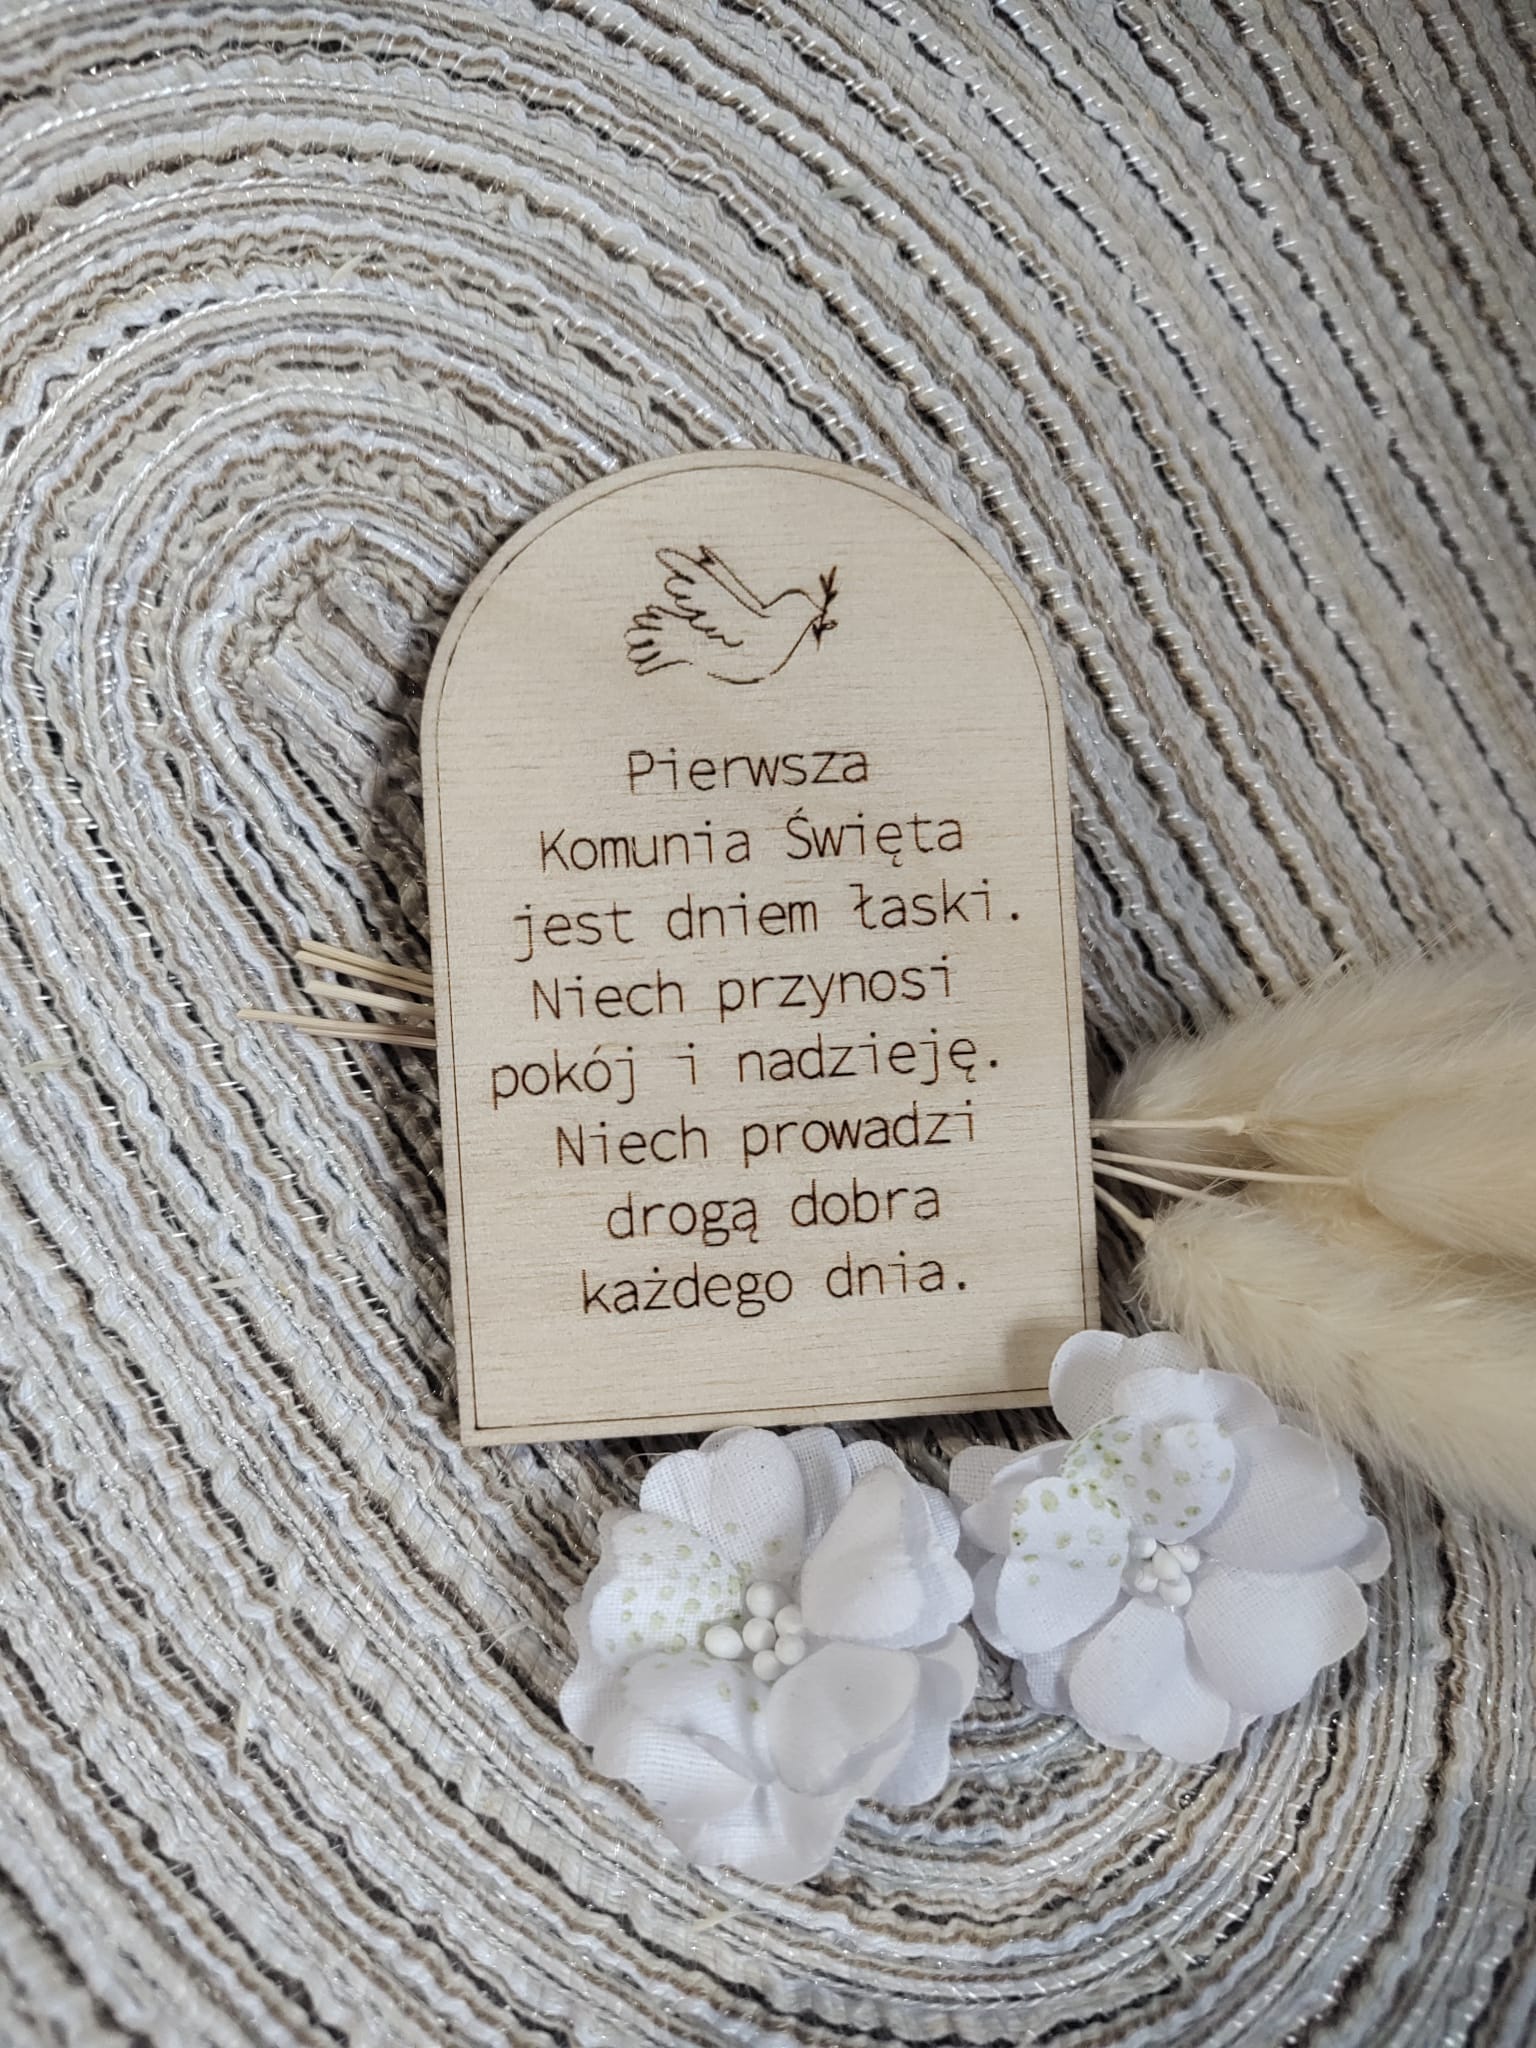 Pierwsza
Komunia Święta
jest dniem łaski.
Niech przynosi
pokój i nadzieję.
Niech prowadzi
drogą dobra
każdego dnia.